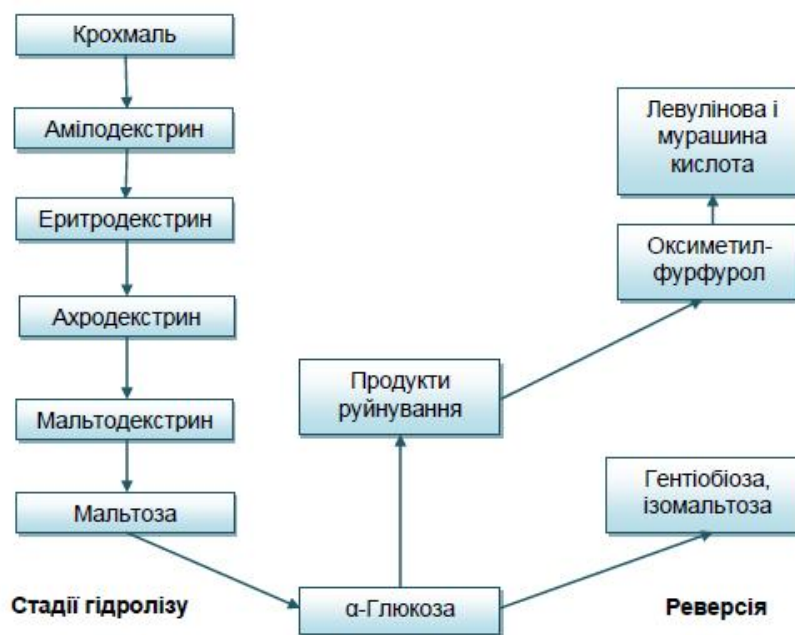 Крохмаль
Амілодекстрин
Еритродекстрин
Ахродекстрин
Мальтодекстрин
Мальтоза
Стадії гідролізу
α-Глюкоза
Продукти
руйнування
Левулінова і
мурашина
кислота
Оксиметил-
фурфурол
Гентіобіоза,
ізомальтоза
Реверсія